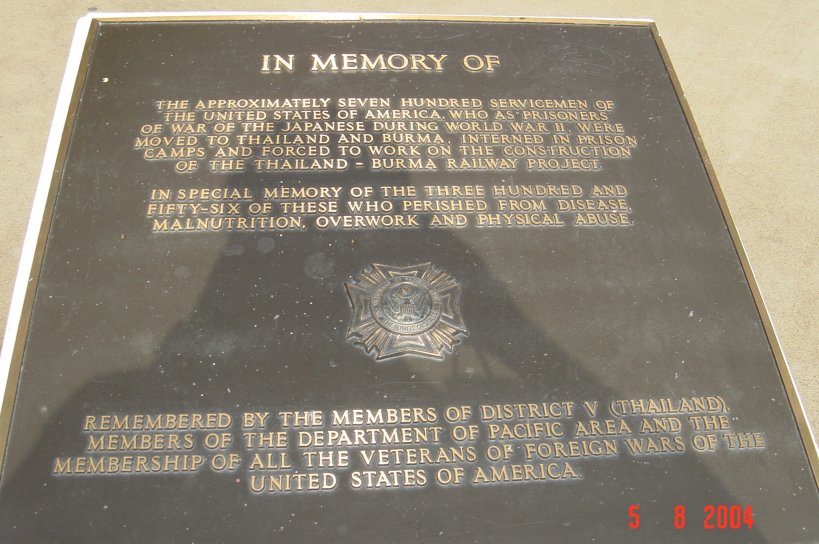 IN MEMORY OF
THE APPROXIMATELY SEVEN HUNDRED SERVICEMEN OF
THE UNITED STATES OF AMERICA, WHO AS PRISONERS
OF WAR OF THE JAPANESE DURING WORLD WAR II, WERE
MOVED TO THAILAND AND BURMA, INTERNED IN PRISON
CAMPS AND FORCED TO WORK ON THE CONSTRUCTION
OF THE THAILAND - BURMA RAILWAY PROJECT.
IN SPECIAL MEMORY OF THE THREE HUNDRED AND
FIFTY-SIX OF THESE WHO PERISHED FROM DISEASE,
MALNUTRITION, OVERWORK AND PHYSICAL ABUSE.
REMEMBERED BY THE MEMBERS OF DISTRICT V (THAILAND),
MEMBERS OF THE DEPARTMENT OF PACIFIC AREA AND THE
MEMBERSHIP OF ALL THE VETERANS OF FOREIGN WARS OF THE
UNITED STATES OF AMERICA.
5 8 2004